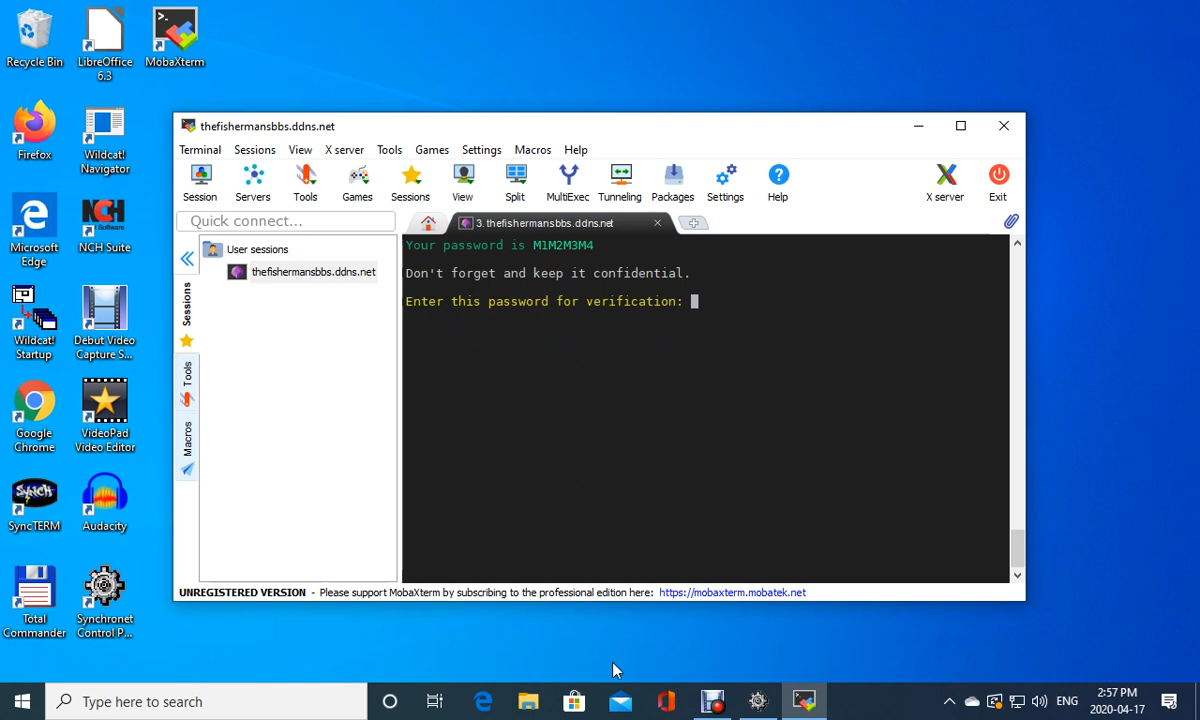 Recycle Bin
LibreOffice
6.3
MobaXterm
Firefox
Wildcat!
Navigator
Microsoft
Edge
NCH
NCH Suite
Wildcat!
Startup
Debut Video
Capture S...
Google
Chrome
VideoPad
Video Editor
SynchTERM
SyncTERM
Audacity
Total
Commander
Synchronet
Control P...
thefishermansbbs.ddns.net
Terminal Sessions View X server Tools Games Settings Macros Help
Session Servers Tools Games Sessions View Split MultiExec Tunneling Packages Settings Help X server Exit
Quick connect...
3. thefishermansbbs.ddns.net
User sessions
thefishermansbbs.ddns.net
Sessions
Tools
Macros
Your password is M1M2M3M4
Don't forget and keep it confidential.
Enter this password for verification:
UNREGISTERED VERSION - Please support MobaXterm by subscribing to the professional edition here: https://mobaxterm.mobatek.net
Type here to search
ENG
2:57 PM
2020-04-17